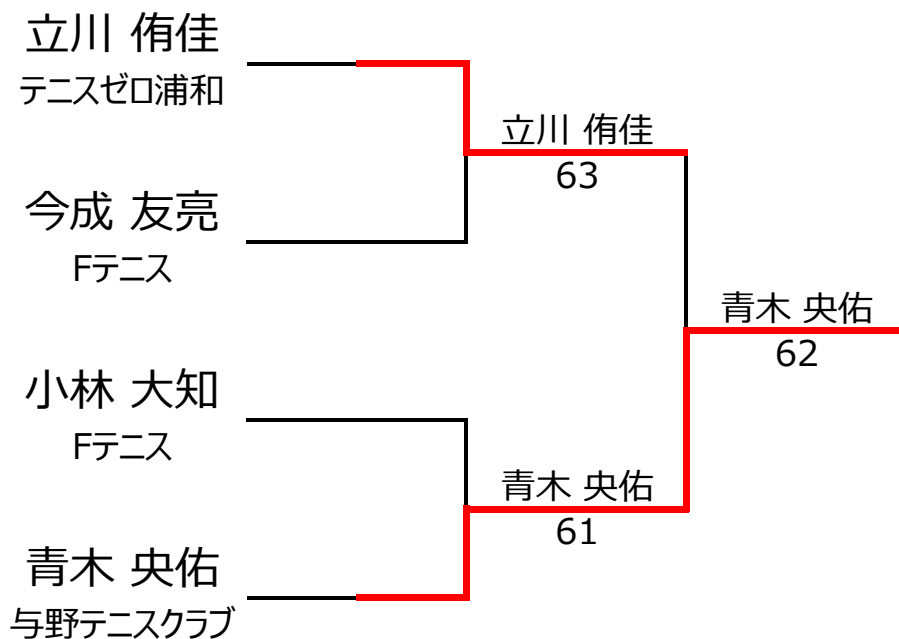 立川 侑佳
テニスゼロ浦和
立川 侑佳
63
今成 友亮
Fテニス
青木 央佑
62
小林 大知
Fテニス
青木 央佑
61
青木 央佑
与野テニスクラブ